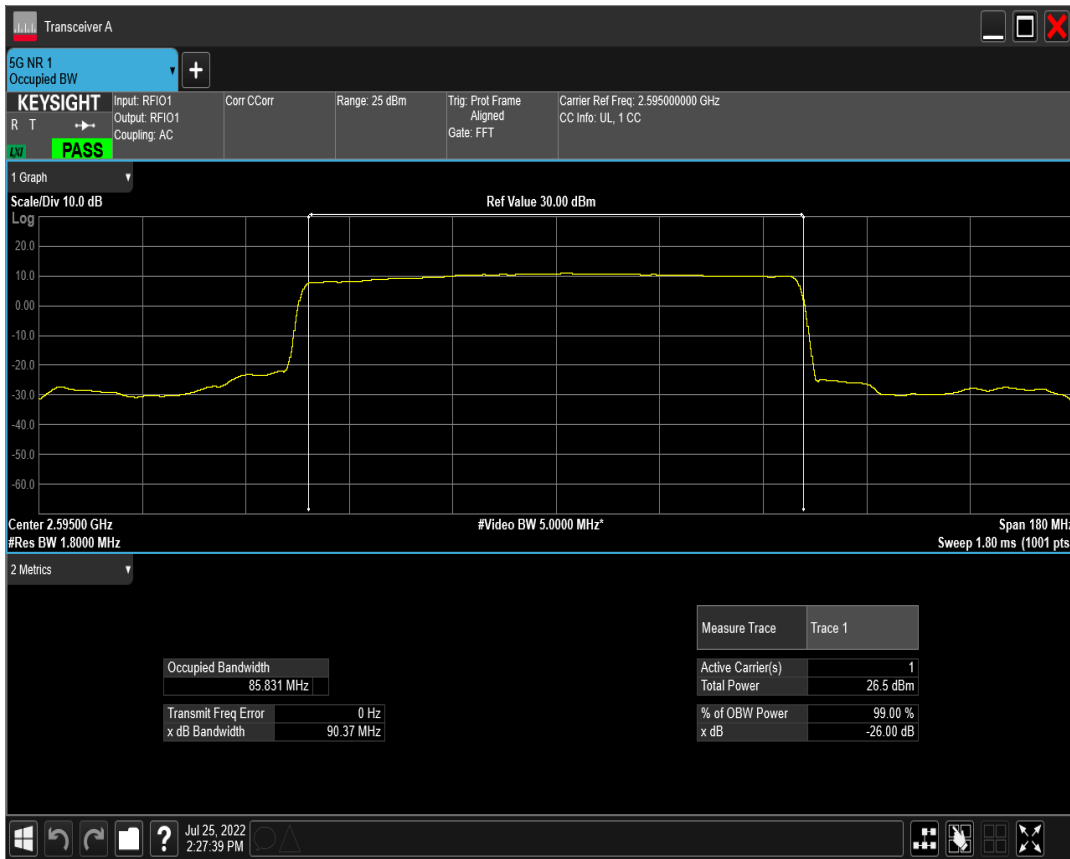 Transceiver A
5G NR 1
Occupied BW
+
KEYSIGHT
R T
LXI
PASS
Input: RFIO1
Output: RFIO1
Coupling: AC
Corr CCorr
Range: 25 dBm
Trig: Prot Frame
Aligned
Gate: FFT
Carrier Ref Freq: 2.595000000 GHz
CC Info: UL, 1 CC
1 Graph
Scale/Div 10.0 dB
Ref Value 30.00 dBm
Log
20.0
10.0
0.00
-10.0
-20.0
-30.0
-40.0
-50.0
-60.0
Center 2.59500 GHz
#Video BW 5.0000 MHz*
Span 180 MHz
#Res BW 1.8000 MHz
Sweep 1.80 ms (1001 pts
2 Metrics
Measure Trace Trace 1
Occupied Bandwidth
85.831 MHz
Active Carrier(s) 1
Total Power 26.5 dBm
Transmit Freq Error 0 Hz
x dB Bandwidth 90.37 MHz
% of OBW Power 99.00 %
x dB -26.00 dB
?
Jul 25, 2022
2:27:39 PM